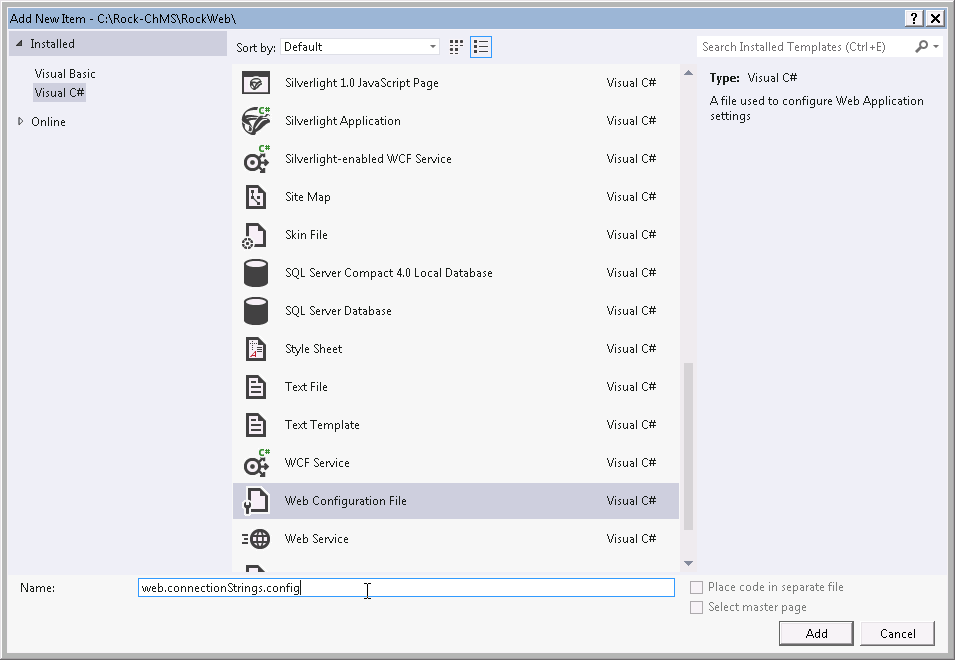 Add New Item - C:\Rock-ChMS\RockWeb\
? X
Installed
Visual Basic
Visual C#
Online
Sort by: Default
Search Installed Templates (Ctrl+E)
Silverlight 1.0 JavaScript Page Visual C#
C# Silverlight Application Visual C#
C# Silverlight-enabled WCF Service Visual C#
Site Map Visual C#
Skin File Visual C#
SQL Server Compact 4.0 Local Database Visual C#
SQL Server Database Visual C#
Style Sheet Visual C#
Text File Visual C#
Text Template Visual C#
C# WCF Service Visual C#
Web Configuration File Visual C#
Web Service Visual C#
Type: Visual C#
A file used to configure Web Application
settings
Name: web.connectionStrings.config
Place code in separate file
Select master page
Add Cancel